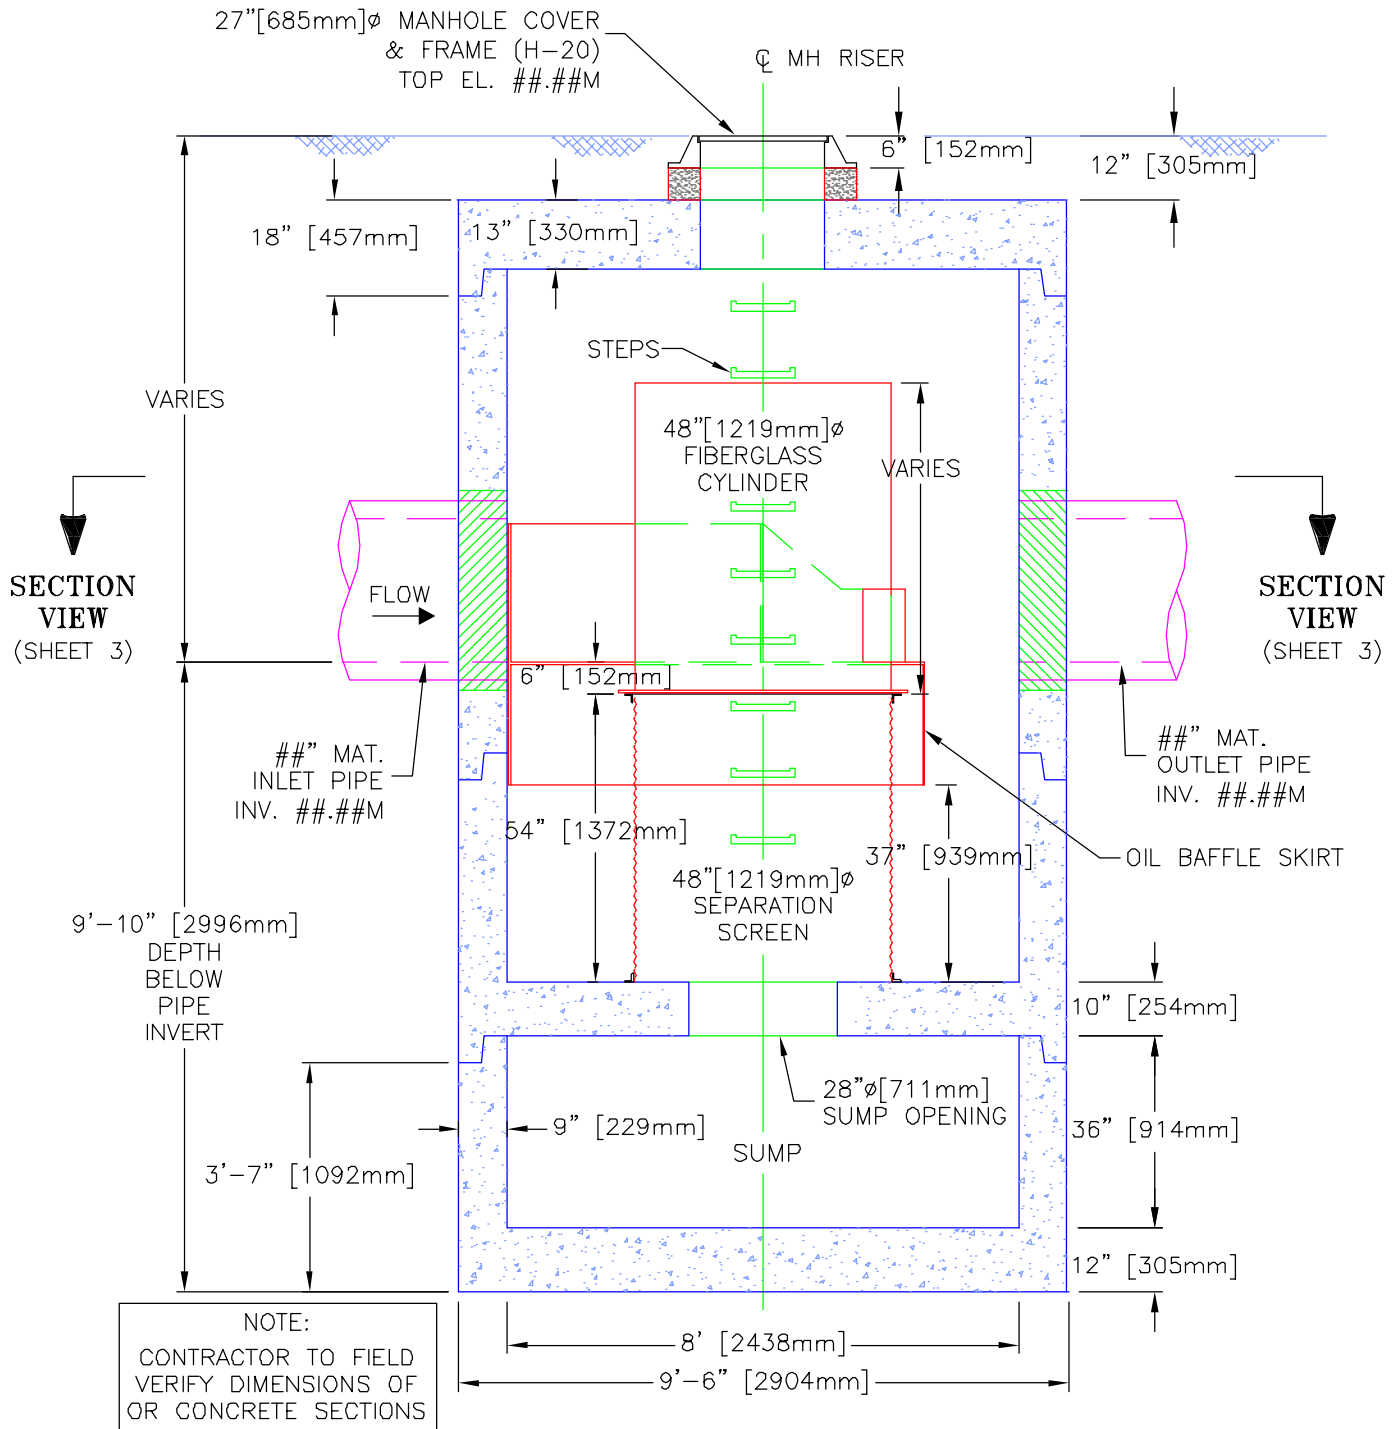 27"[685mm]ø MANHOLE COVER
& FRAME (H-20)
TOP EL. ##.##M
℄ MH RISER
6" [152mm]
12" [305mm]
18" [457mm]
13" [330mm]
STEPS
VARIES
48"[1219mm]ø
FIBERGLASS
CYLINDER
VARIES
SECTION
VIEW
(SHEET 3)
FLOW
SECTION
VIEW
(SHEET 3)
6" [152mm]
##" MAT.
INLET PIPE
INV. ##.##M
##" MAT.
OUTLET PIPE
INV. ##.##M
54" [1372mm]
37" [939mm]
OIL BAFFLE SKIRT
48"[1219mm]ø
SEPARATION
SCREEN
9'-10" [2996mm]
DEPTH
BELOW
PIPE
INVERT
10" [254mm]
28"ø[711mm]
SUMP OPENING
9" [229mm]
36" [914mm]
SUMP
3'-7" [1092mm]
12" [305mm]
8' [2438mm]
9'-6" [2904mm]
NOTE:
CONTRACTOR TO FIELD
VERIFY DIMENSIONS OF
OR CONCRETE SECTIONS